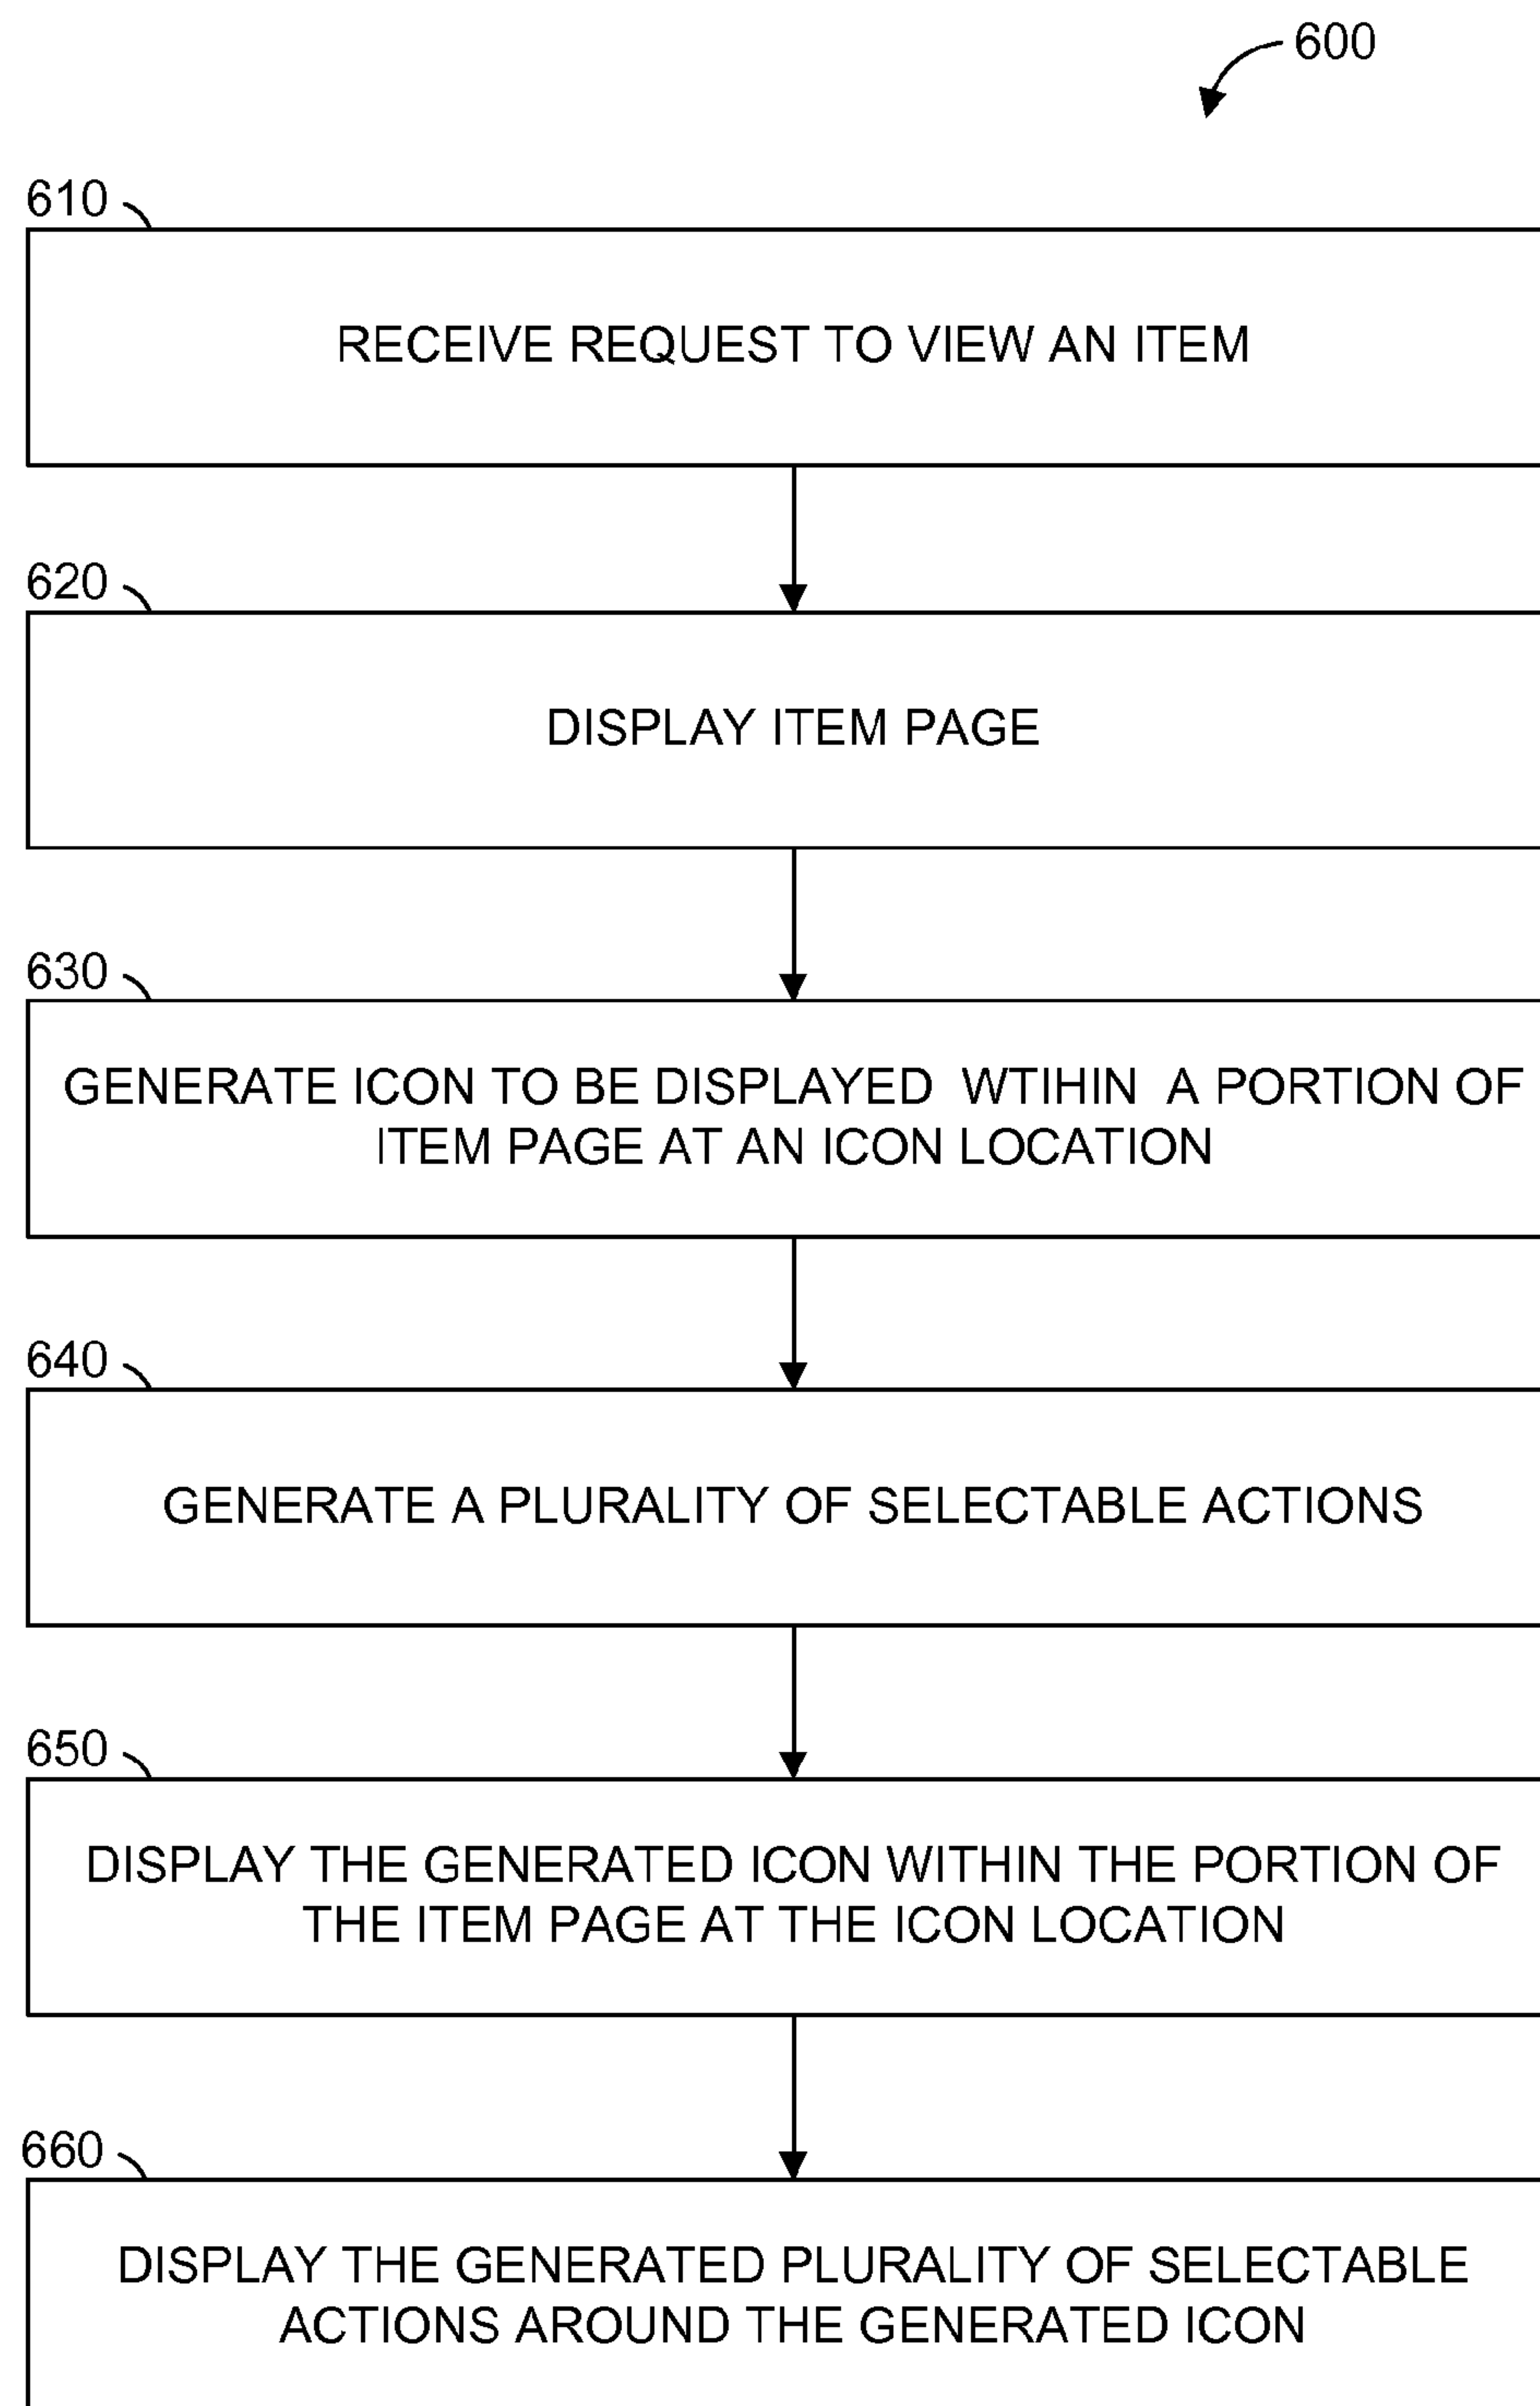 600
610
RECEIVE REQUEST TO VIEW AN ITEM
620
DISPLAY ITEM PAGE
630
GENERATE ICON TO BE DISPLAYED WTIHIN A PORTION OF
ITEM PAGE AT AN ICON LOCATION
640
GENERATE A PLURALITY OF SELECTABLE ACTIONS
650
DISPLAY THE GENERATED ICON WITHIN THE PORTION OF
THE ITEM PAGE AT THE ICON LOCATION
660
DISPLAY THE GENERATED PLURALITY OF SELECTABLE
ACTIONS AROUND THE GENERATED ICON